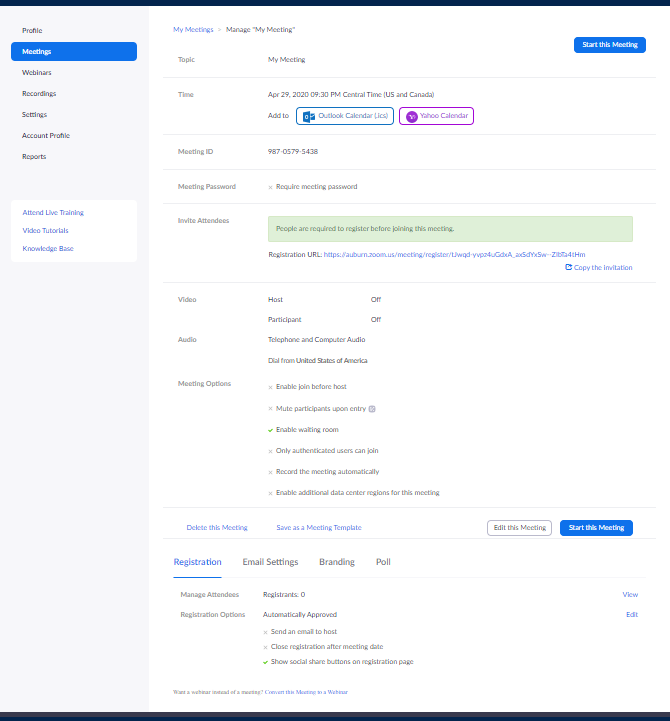 Profile
Meetings
Webinars
Recordings
Settings
Account Profile
Reports
Attend Live Training
Video Tutorials
Knowledge Base
My Meetings > Manage "My Meeting"
Start this Meeting
Topic My Meeting
Time Apr 29, 2020 09:30 PM Central Time (US and Canada)
Add to Outlook Calendar (.ics) Yahoo Calendar
Meeting ID 987-0579-5438
Meeting Password × Require meeting password
Invite Attendees People are required to register before joining this meeting.
Registration URL:
Copy the invitation
Video Host Off
Participant Off
Audio Telephone and Computer Audio
Dial from United States of America
Meeting Options × Enable join before host
× Mute participants upon entry
✓ Enable waiting room
× Only authenticated users can join
× Record the meeting automatically
× Enable additional data center regions for this meeting
Delete this Meeting Save as a Meeting Template Edit this Meeting Start this Meeting
Registration Email Settings Branding Poll
Manage Attendees Registrants: 0 View
Registration Options Automatically Approved Edit
× Send an email to host
× Close registration after meeting date
✓ Show social share buttons on registration page
Want a webinar instead of a meeting? Convert this Meeting to a Webinar